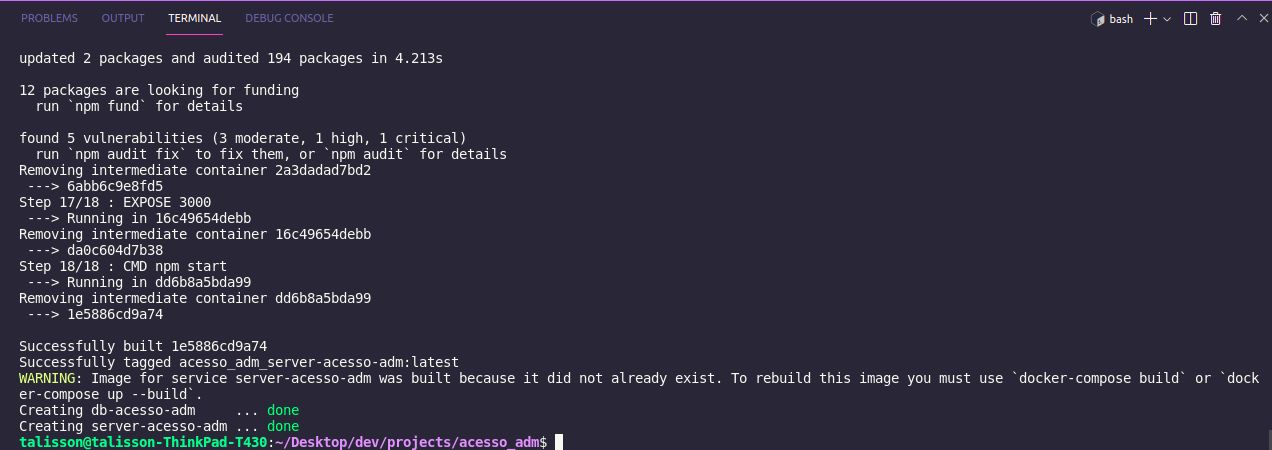 PROBLEMS OUTPUT TERMINAL DEBUG CONSOLE bash
updated 2 packages and audited 194 packages in 4.213s
12 packages are looking for funding
  run `npm fund` for details
found 5 vulnerabilities (3 moderate, 1 high, 1 critical)
  run `npm audit fix` to fix them, or `npm audit` for details
Removing intermediate container 2a3dadad7bd2
 ---> 6abb6c9e8fd5
Step 17/18 : EXPOSE 3000
 ---> Running in 16c49654debb
Removing intermediate container 16c49654debb
 ---> da0c604d7b38
Step 18/18 : CMD npm start
 ---> Running in dd6b8a5bda99
Removing intermediate container dd6b8a5bda99
 ---> 1e5886cd9a74
Successfully built 1e5886cd9a74
Successfully tagged acesso_adm_server-acesso-adm:latest
WARNING: Image for service server-acesso-adm was built because it did not already exist. To rebuild this image you must use `docker-compose build` or `dock
er-compose up --build`.
Creating db-acesso-adm     ... done
Creating server-acesso-adm ... done
talisson@talisson-ThinkPad-T430:~/Desktop/dev/projects/acesso_adm$